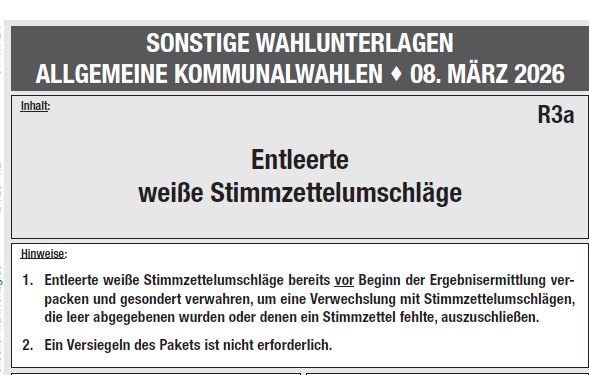 SONSTIGE WAHLUNTERLAGEN
ALLGEMEINE KOMMUNALWAHLEN ♦ 08. MÄRZ 2026
Inhalt:
R3a
Entleerte
weiße Stimmzettelumschläge
Hinweise:
1. Entleerte weiße Stimmzettelumschläge bereits vor Beginn der Ergebnisermittlung ver-
packen und gesondert verwahren, um eine Verwechslung mit Stimmzettelumschlägen,
die leer abgegebenen wurden oder denen ein Stimmzettel fehlte, auszuschließen.
2. Ein Versiegeln des Pakets ist nicht erforderlich.